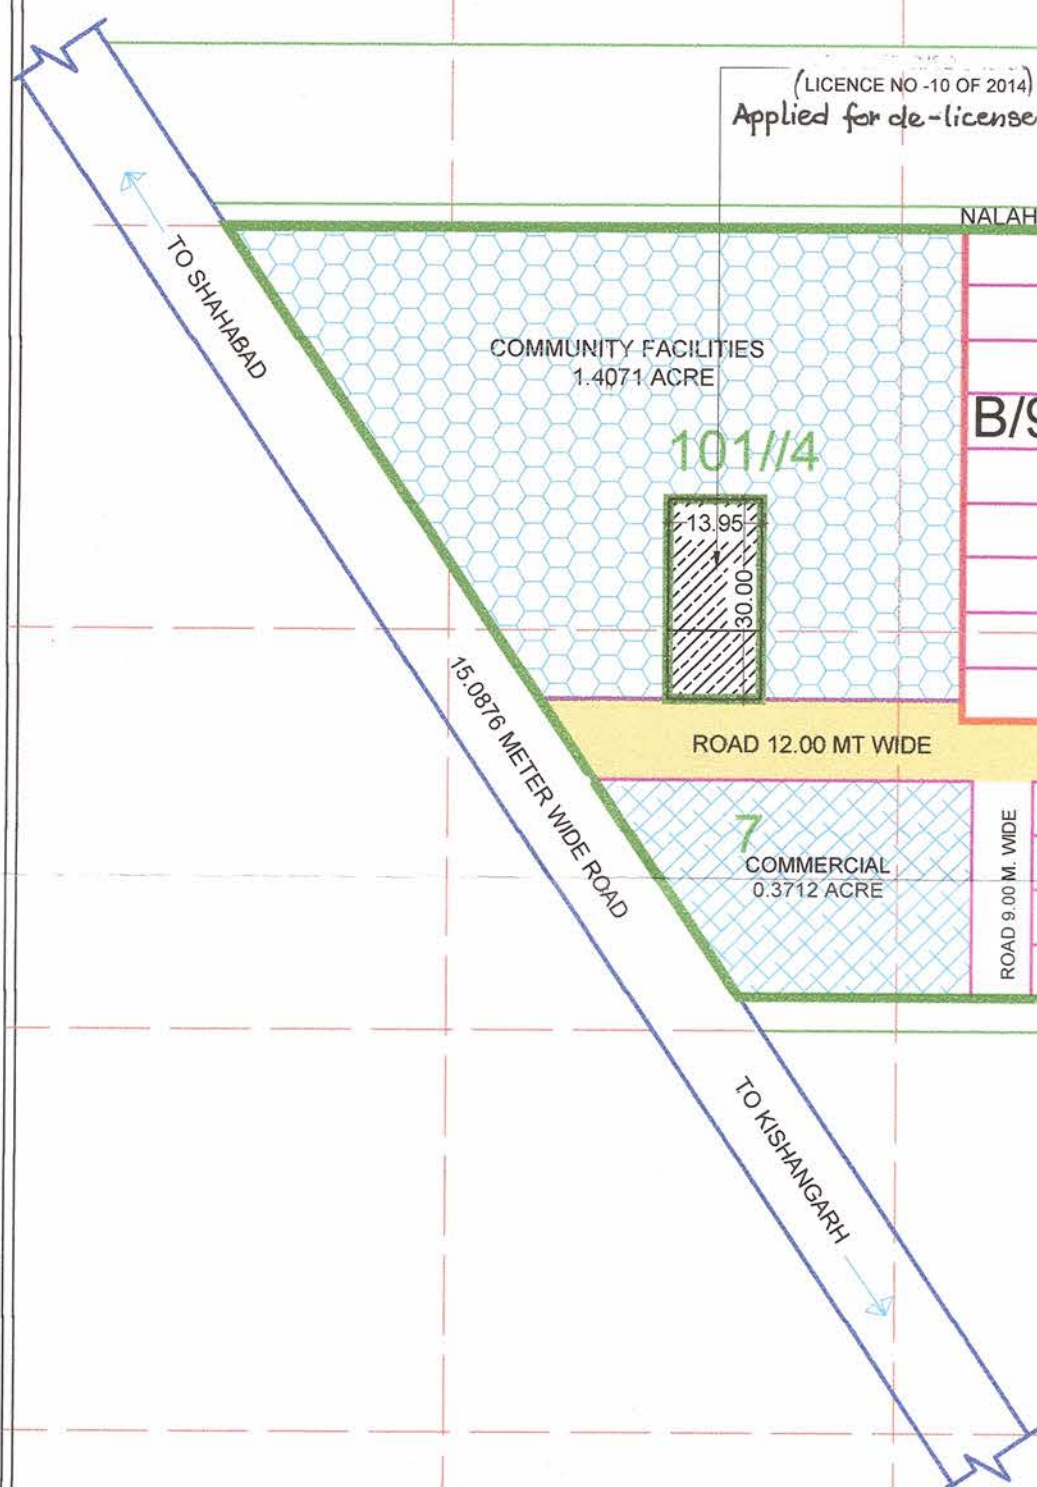 (LICENCE NO -10 OF 2014)
Applied for de-license
NALAH
TO SHAHABAD
COMMUNITY FACILITIES
1.4071 ACRE
101//4
B/9
13.95
30.00
15.0876 METER WIDE ROAD
ROAD 12.00 MT WIDE
7
COMMERCIAL
0.3712 ACRE
ROAD 9.00 M. WIDE
TO KISHANGARH